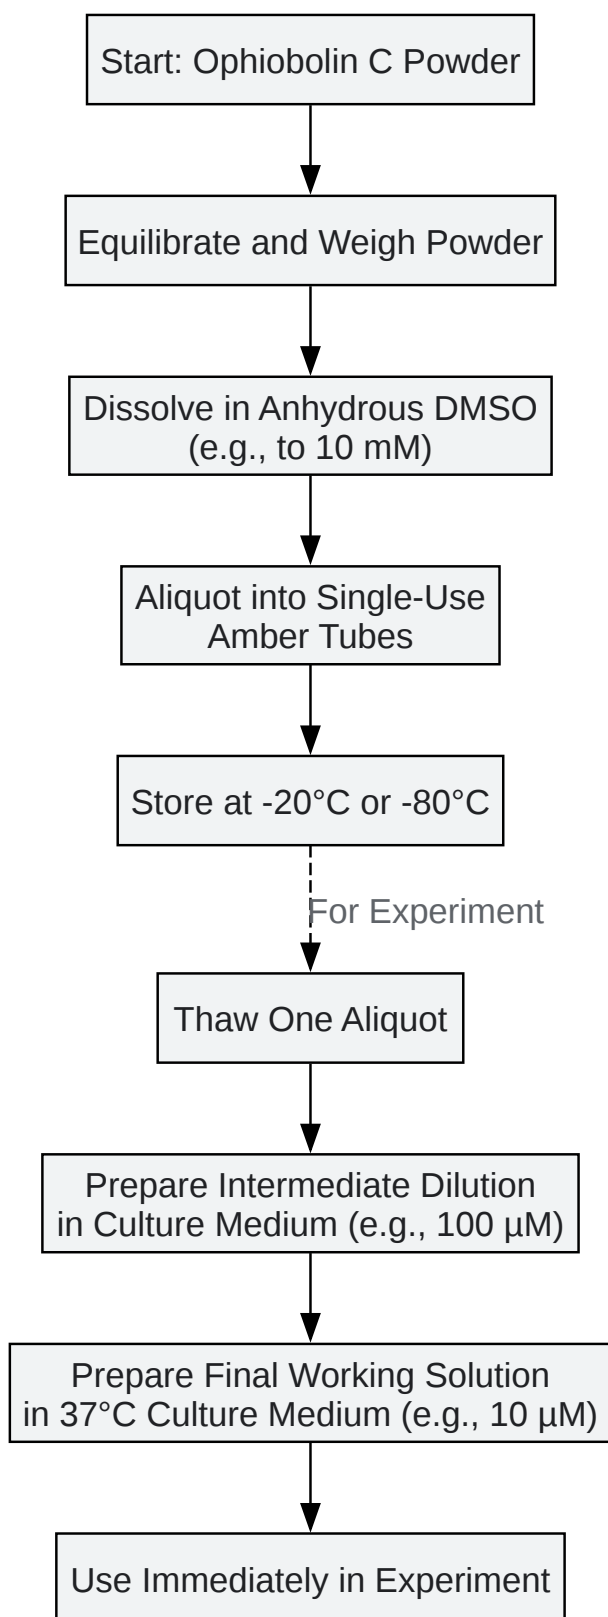 Start: Ophiobolin C Powder
Equilibrate and Weigh Powder
Dissolve in Anhydrous DMSO
(e.g., to 10 mM)
Aliquot into Single-Use
Amber Tubes
Store at -20°C or -80°C
For Experiment
Thaw One Aliquot
Prepare Intermediate Dilution
in Culture Medium (e.g., 100 µM)
Prepare Final Working Solution
in 37°C Culture Medium (e.g., 10 µM)
Use Immediately in Experiment